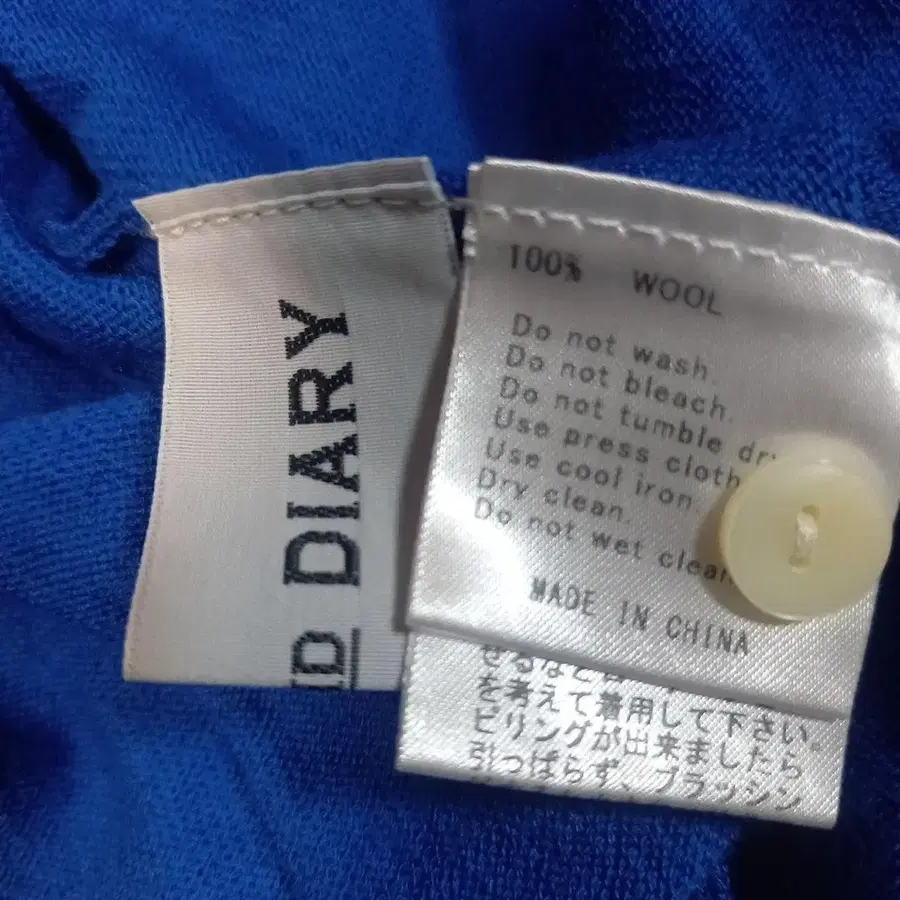 DIARY
100% WOOL
Do not wash.
Do not bleach.
Do not tumble dry
Use press cloth
Use cool iron.
Dry clean.
Do not wet clean
MADE IN CHINA
を考えて着用して下さい。
ピリングが出来ましたら
引っぱらず、ブラッシン